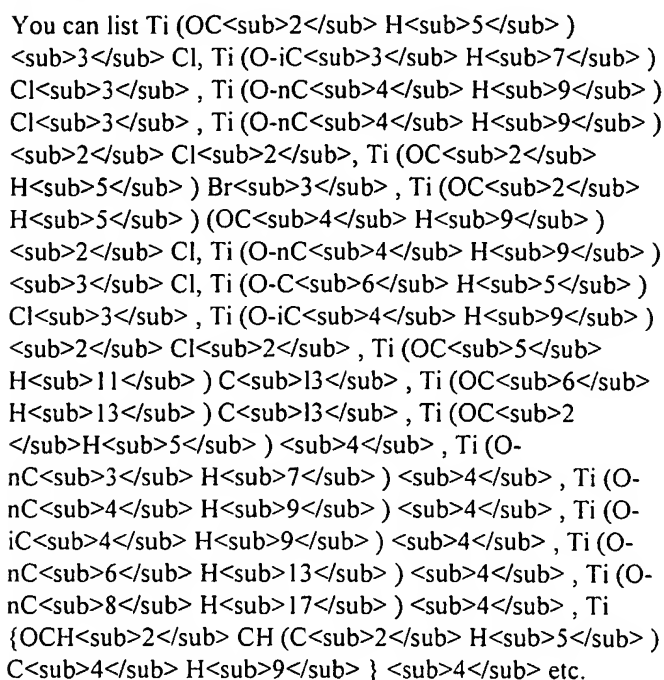 You can list Ti (OC<sub>2</sub> H<sub>5</sub> )
<sub>3</sub> Cl, Ti (O-iC<sub>3</sub> H<sub>7</sub> )
Cl<sub>3</sub> , Ti (O-nC<sub>4</sub> H<sub>9</sub> )
Cl<sub>3</sub> , Ti (O-nC<sub>4</sub> H<sub>9</sub> )
<sub>2</sub> Cl<sub>2</sub>, Ti (OC<sub>2</sub>
H<sub>5</sub> ) Br<sub>3</sub> , Ti (OC<sub>2</sub>
H<sub>5</sub> ) (OC<sub>4</sub> H<sub>9</sub> )
<sub>2</sub> Cl, Ti (O-nC<sub>4</sub> H<sub>9</sub> )
<sub>3</sub> Cl, Ti (O-C<sub>6</sub> H<sub>5</sub> )
Cl<sub>3</sub> , Ti (O-iC<sub>4</sub> H<sub>9</sub> )
<sub>2</sub> Cl<sub>2</sub> , Ti (OC<sub>5</sub>
H<sub>11</sub> ) C<sub>13</sub> , Ti (OC<sub>6</sub>
H<sub>13</sub> ) C<sub>13</sub> , Ti (OC<sub>2
</sub>H<sub>5</sub> ) <sub>4</sub> , Ti (O-
nC<sub>3</sub> H<sub>7</sub> ) <sub>4</sub> , Ti (O-
nC<sub>4</sub> H<sub>9</sub> ) <sub>4</sub> , Ti (O-
iC<sub>4</sub> H<sub>9</sub> ) <sub>4</sub> , Ti (O-
nC<sub>6</sub> H<sub>13</sub> ) <sub>4</sub> , Ti (O-
nC<sub>8</sub> H<sub>17</sub> ) <sub>4</sub> , Ti
{OCH<sub>2</sub> CH (C<sub>2</sub> H<sub>5</sub> )
C<sub>4</sub> H<sub>9</sub> } <sub>4</sub> etc.